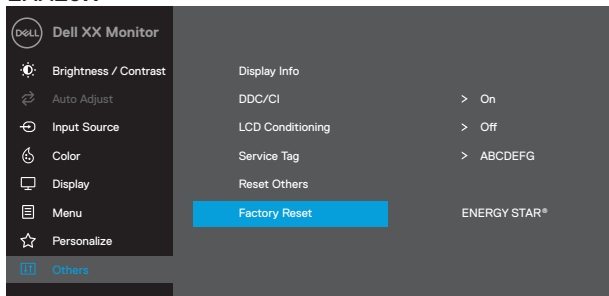 DELL Dell XX Monitor
Brightness / Contrast Display Info
Auto Adjust DDC/CI > On
Input Source LCD Conditioning > Off
Color Service Tag > ABCDEFG
Display Reset Others
Menu Factory Reset ENERGY STAR®
Personalize
Others